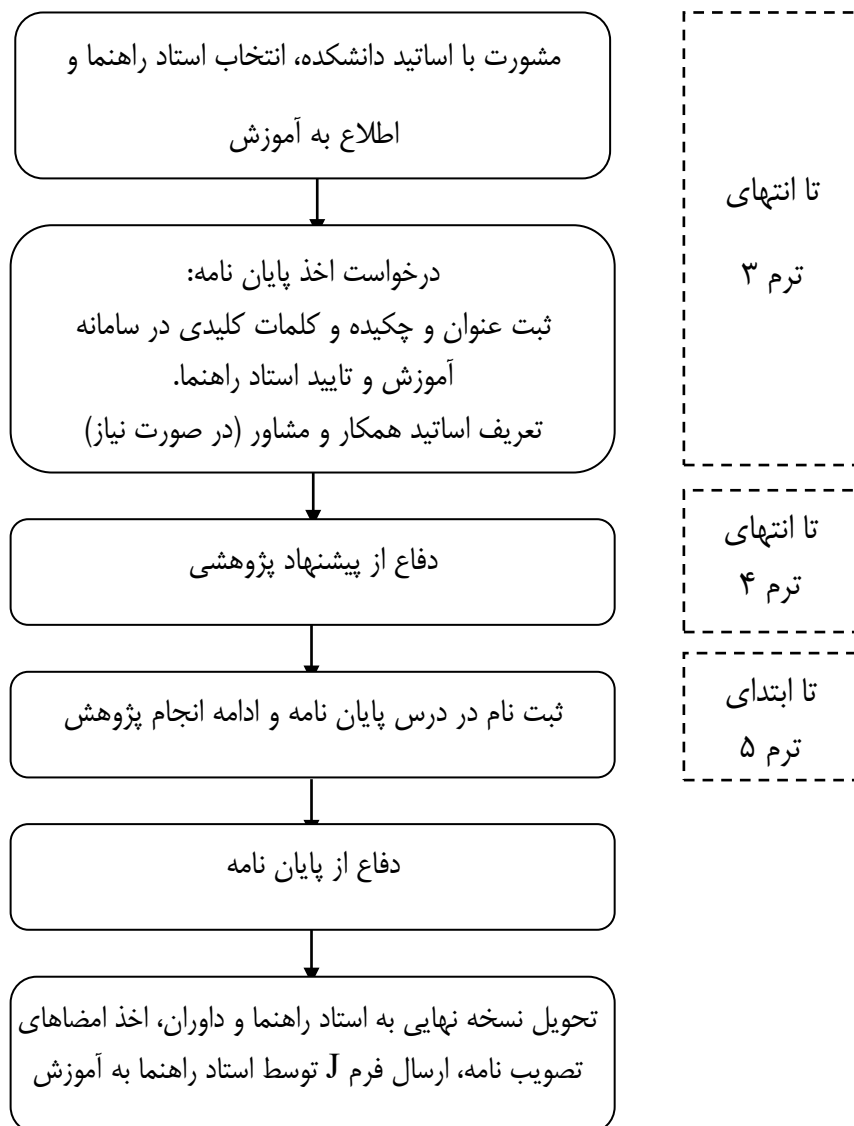 مشورت با اساتید دانشکده، انتخاب استاد راهنما و
اطلاع به آموزش
تا انتهای
ترم ۳
درخواست اخذ پایان نامه:
ثبت عنوان و چکیده و کلمات کلیدی در سامانه
آموزش و تایید استاد راهنما.
تعریف اساتید همکار و مشاور (در صورت نیاز)
دفاع از پیشنهاد پژوهشی
تا انتهای
ترم ۴
ثبت نام در درس پایان نامه و ادامه انجام پژوهش
تا ابتدای
ترم ۵
دفاع از پایان نامه
تحویل نسخه نهایی به استاد راهنما و داوران، اخذ امضاهای
تصویب نامه، ارسال فرم J توسط استاد راهنما به آموزش